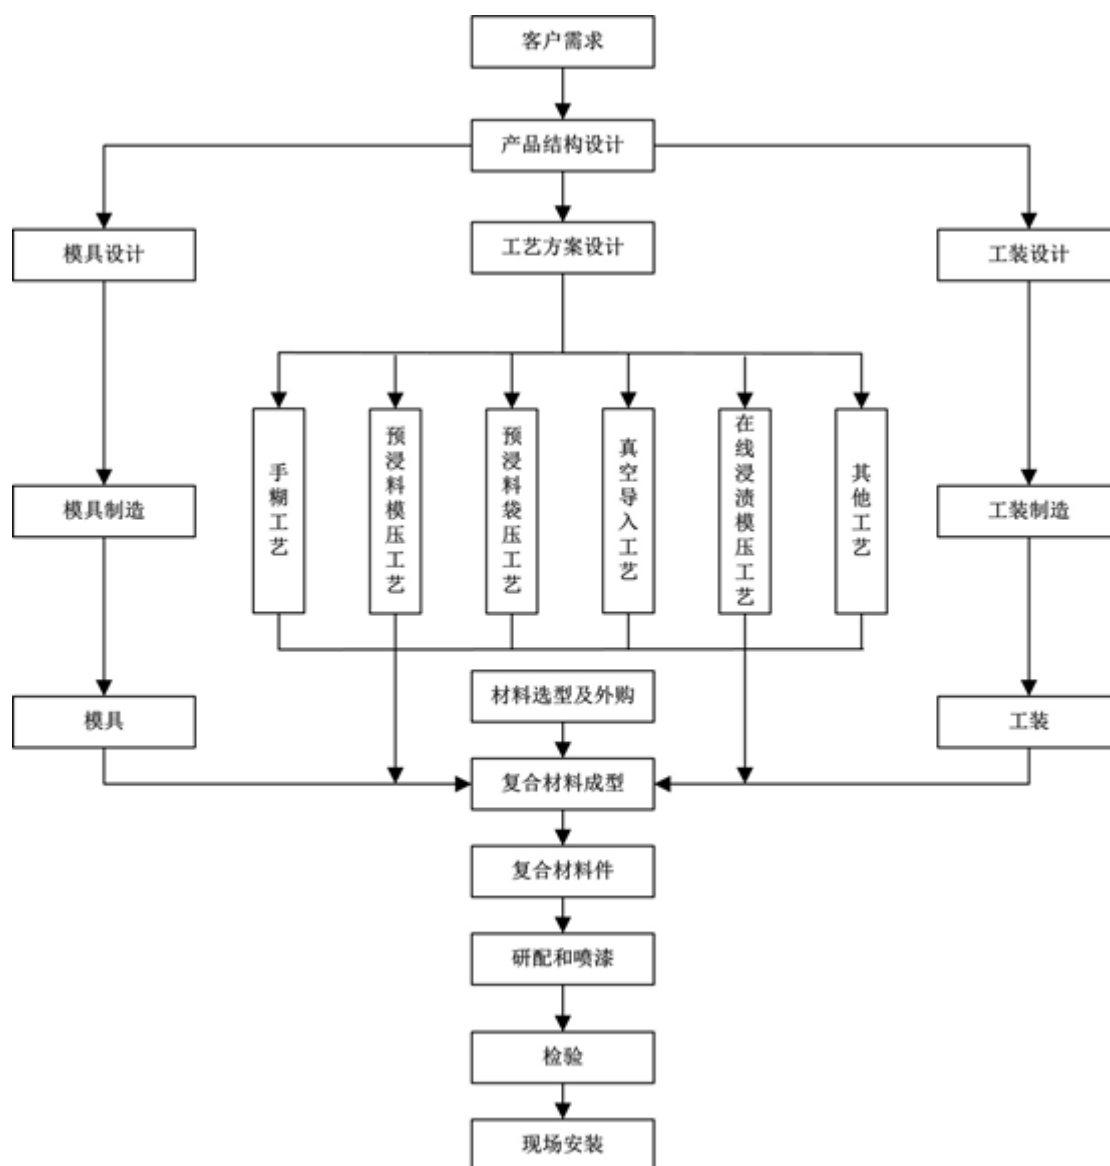 客户需求
产品结构设计
模具设计
工艺方案设计
工装设计
手糊工艺
预浸料模压工艺
预浸料袋压工艺
真空导入工艺
在线浸渍模压工艺
其他工艺
模具制造
工装制造
材料选型及外购
模具
工装
复合材料成型
复合材料件
研配和喷漆
检验
现场安装